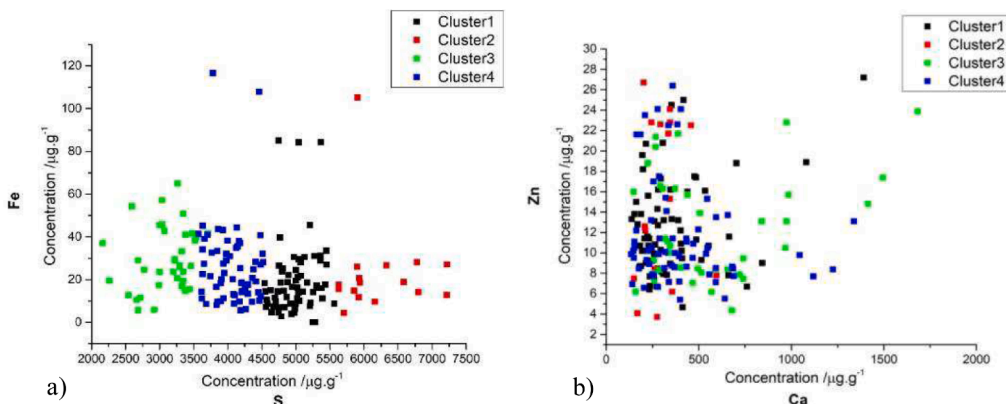 Cluster1
Cluster2
Cluster3
Cluster4
120
100
80
60
40
20
0
Fe
Concentration /µg.g⁻¹
2000 2500 3000 3500 4000 4500 5000 5500 6000 6500 7000 7500
Concentration /µg.g⁻¹
S
a)
Cluster1
Cluster2
Cluster3
Cluster4
30
28
26
24
22
20
18
16
14
12
10
8
6
4
2
Zn
Concentration /µg.g⁻¹
0 500 1000 1500 2000
Concentration /µg.g⁻¹
Ca
b)